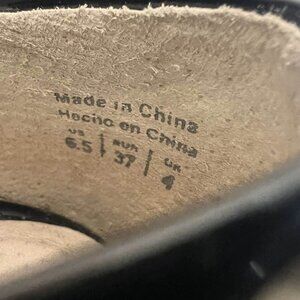 Made in China
Hecho en China
US EUR UK
6.5 37 4